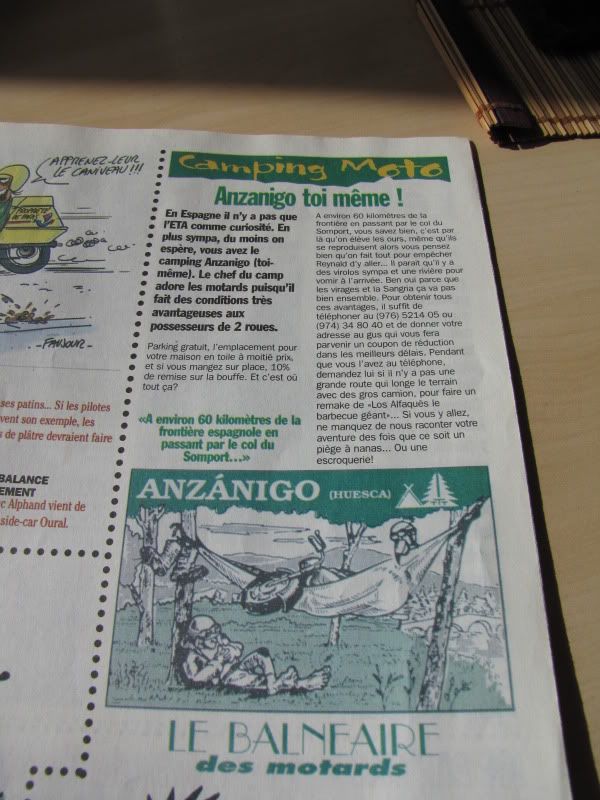 APPRENEZ-LEUR
LE CANIVEAU !!!
PROPRETÉ
DE PARIS
-FANJOUR-
ses patins... Si les pilotes
vent son exemple, les
s de plâtre devraient faire
BALANCE
EMENT
c Alphand vient de
side-car Oural.
Camping Moto
Anzanigo toi même !
En Espagne il n'y a pas que
l'ETA comme curiosité. En
plus sympa, du moins on
espère, vous avez le
camping Anzanigo (toi-
même). Le chef du camp
adore les motards puisqu'il
fait des conditions très
avantageuses aux
possesseurs de 2 roues.
Parking gratuit, l'emplacement pour
votre maison en toile à moitié prix,
et si vous mangez sur place, 10%
de remise sur la bouffe. Et c'est où
tout ça?
«A environ 60 kilomètres de la
frontière espagnole en
passant par le col du
Somport...»
A environ 60 kilomètres de la
frontière en passant par le col du
Somport, vous savez bien, c'est par
là qu'on élève les ours, même qu'ils
se reproduisent alors vous pensez
bien qu'on fait tout pour empêcher
Reynald d'y aller... Il parait qu'il y a
des virolos sympa et une rivière pour
vomir à l'arrivée. Ben oui parce que
les virages et la Sangria ça va pas
bien ensemble. Pour obtenir tous
ces avantages, il suffit de
téléphoner au (976) 5214 05 ou
(974) 34 80 40 et de donner votre
adresse au gus qui vous fera
parvenir un coupon de réduction
dans les meilleurs délais. Pendant
que vous l'avez au téléphone,
demandez lui si il n'y a pas une
grande route qui longe le terrain
avec des gros camion, pour faire un
remake de «Los Alfaquès le
barbecue géant»... Si vous y allez,
ne manquez de nous raconter votre
aventure des fois que ce soit un
piège à nanas... Ou une
escroquerie!
ANZÁNIGO (HUESCA)
LE BALNEAIRE
des motards